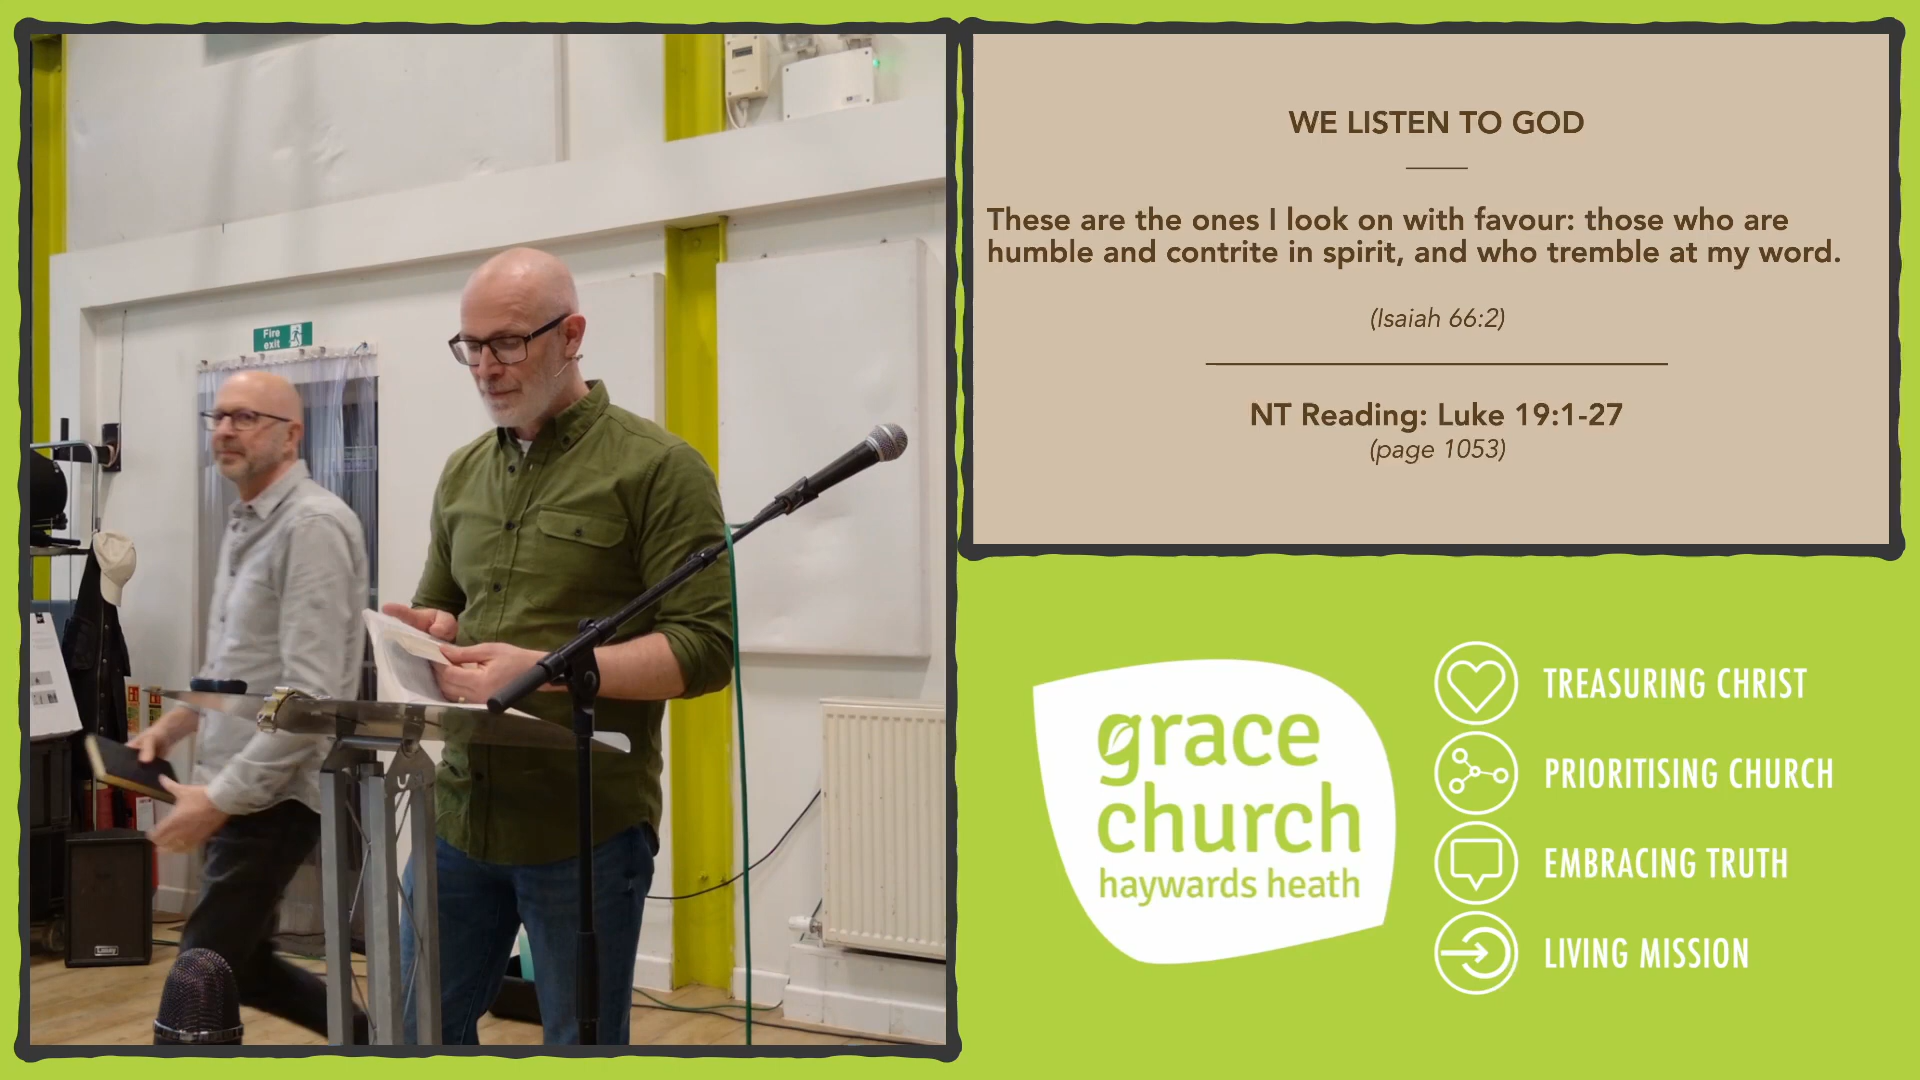 Fire
exit
WE LISTEN TO GOD
These are the ones I look on with favour: those who are
humble and contrite in spirit, and who tremble at my word.
(Isaiah 66:2)
NT Reading: Luke 19:1-27
(page 1053)
grace
church
haywards heath
TREASURING CHRIST
PRIORITISING CHURCH
EMBRACING TRUTH
LIVING MISSION
Laney